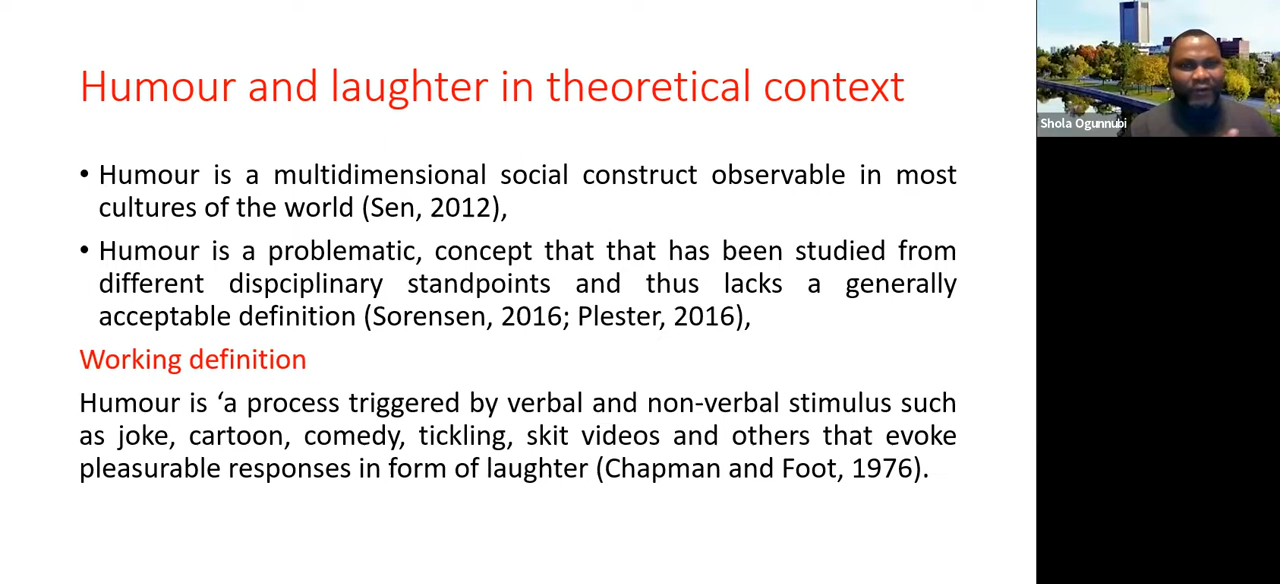 Humour and laughter in theoretical context
• Humour is a multidimensional social construct observable in most
cultures of the world (Sen, 2012),
• Humour is a problematic, concept that that has been studied from
different dispciplinary standpoints and thus lacks a generally
acceptable definition (Sorensen, 2016; Plester, 2016),
Working definition
Humour is ‘a process triggered by verbal and non-verbal stimulus such
as joke, cartoon, comedy, tickling, skit videos and others that evoke
pleasurable responses in form of laughter (Chapman and Foot, 1976).
Shola Ogunnubi